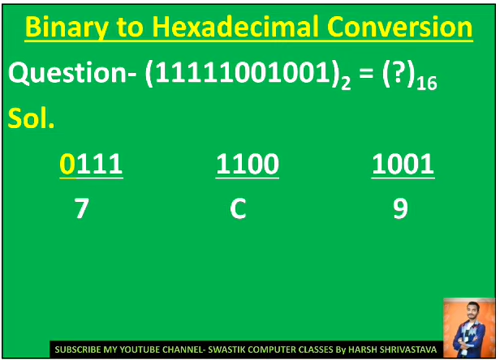 Binary to Hexadecimal Conversion
Question- (11111001001)₂ = (?)₁₆
Sol.
0111 1100 1001
7 C 9
SUBSCRIBE MY YOUTUBE CHANNEL- SWASTIK COMPUTER CLASSES By HARSH SHRIVASTAVA